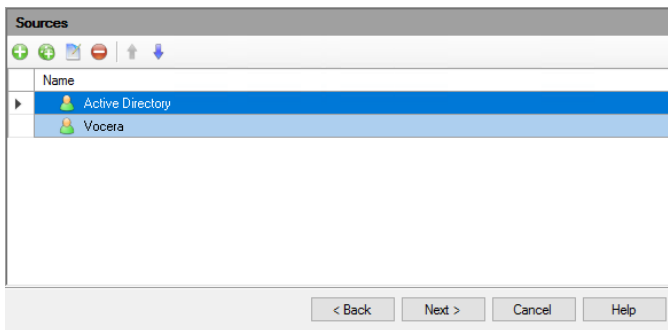 Sources
Name
Active Directory
Vocera
< Back Next > Cancel Help